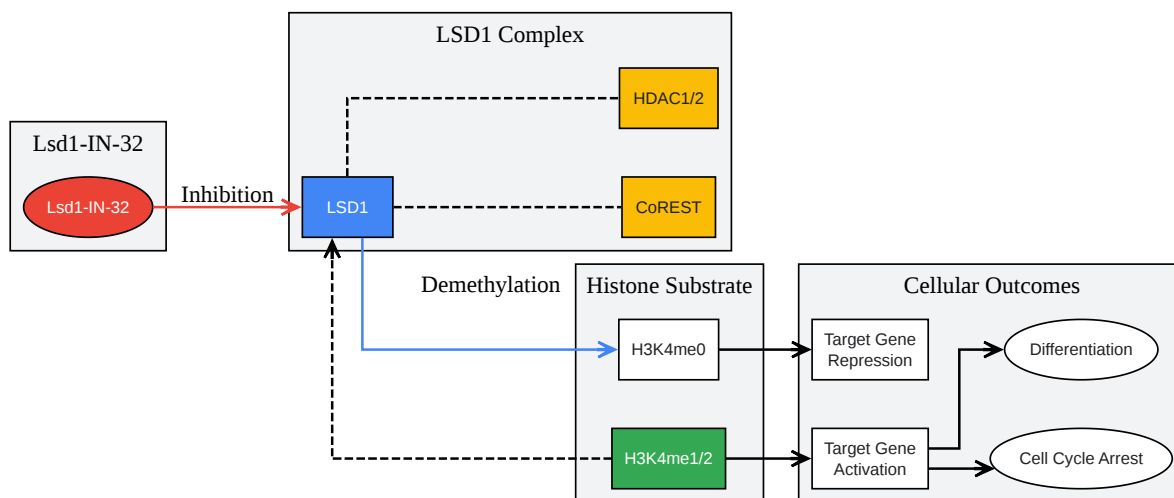 LSD1 Complex
HDAC1/2
Lsd1-IN-32
Lsd1-IN-32
Inhibition
LSD1
CoREST
Demethylation
Histone Substrate
Cellular Outcomes
H3K4me0
Target Gene
Repression
Differentiation
H3K4me1/2
Target Gene
Activation
Cell Cycle Arrest